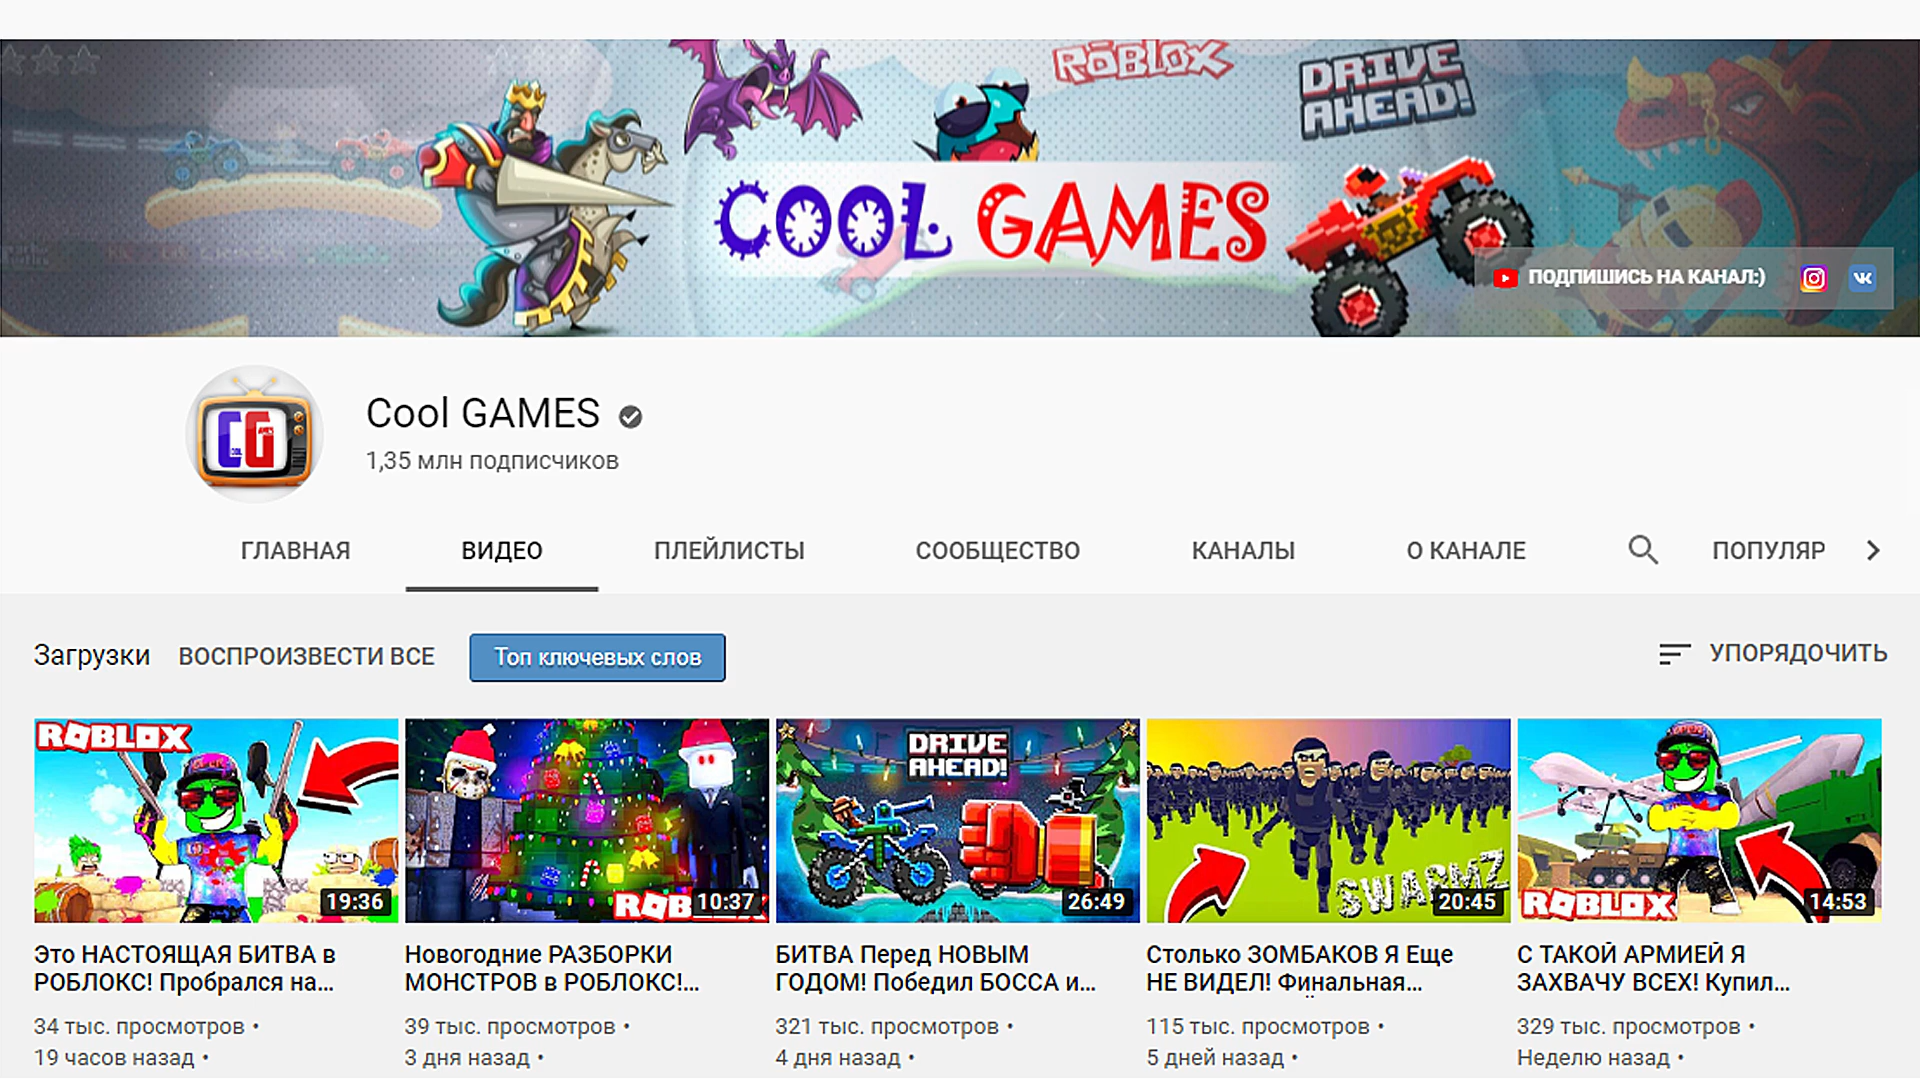 ROBLOX
DRIVE
AHEAD!
COOL GAMES
ПОДПИШИСЬ НА КАНАЛ:)
CG
COOL
GAMES
Cool GAMES
1,35 млн подписчиков
ГЛАВНАЯ ВИДЕО ПЛЕЙЛИСТЫ СООБЩЕСТВО КАНАЛЫ О КАНАЛЕ ПОПУЛЯР
Загрузки ВОСПРОИЗВЕСТИ ВСЕ Топ ключевых слов УПОРЯДОЧИТЬ
ROBLOX
19:36
ROB
10:37
DRIVE
AHEAD!
26:49
SWARMZ
20:45
ROBLOX
14:53
Это НАСТОЯЩАЯ БИТВА в
РОБЛОКС! Пробрался на...
34 тыс. просмотров •
19 часов назад •
Новогодние РАЗБОРКИ
МОНСТРОВ в РОБЛОКС!...
39 тыс. просмотров •
3 дня назад •
БИТВА Перед НОВЫМ
ГОДОМ! Победил БОССА и...
321 тыс. просмотров •
4 дня назад •
Столько ЗОМБАКОВ Я Еще
НЕ ВИДЕЛ! Финальная...
115 тыс. просмотров •
5 дней назад •
С ТАКОЙ АРМИЕЙ Я
ЗАХВАЧУ ВСЕХ! Купил...
329 тыс. просмотров •
Неделю назад •